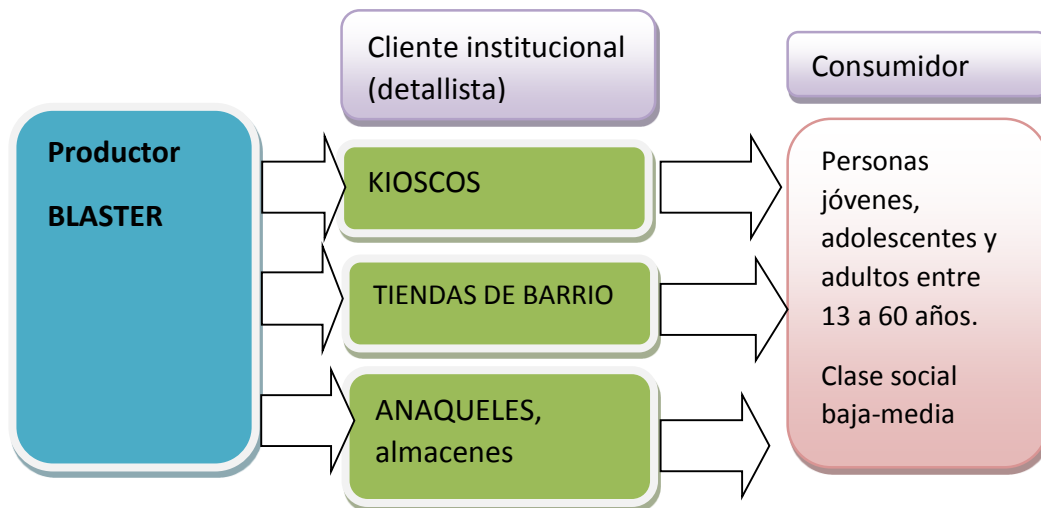 Cliente institucional
(detallista)
Consumidor
Productor
BLASTER
KIOSCOS
TIENDAS DE BARRIO
ANAQUELES,
almacenes
Personas
jóvenes,
adolescentes y
adultos entre
13 a 60 años.
Clase social
baja-media